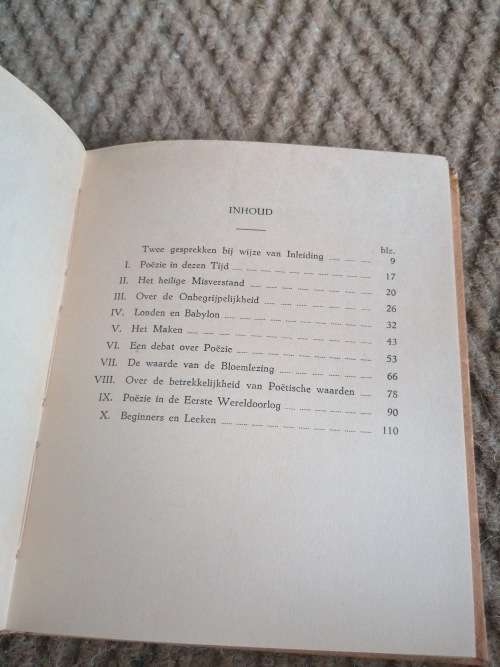 INHOUD
blz.
Twee gesprekken bij wijze van Inleiding ..... ..... 9
I. Poëzie in dezen Tijd ..... ..... ..... ..... ..... ..... 17
II. Het heilige Misverstand ..... ..... ..... ..... ..... 20
III. Over de Onbegrijpelijkheid ..... ..... ..... ..... 26
IV. Londen en Babylon ..... ..... ..... ..... ..... ..... 32
V. Het Maken ..... ..... ..... ..... ..... ..... ..... 43
VI. Een debat over Poëzie ..... ..... ..... ..... ..... 53
VII. De waarde van de Bloemlezing ..... ..... ..... ..... 66
VIII. Over de betrekkelijkheid van Poëtische waarden ..... 78
IX. Poëzie in de Eerste Wereldoorlog ..... ..... ..... 90
X. Beginners en Leeken ..... ..... ..... ..... ..... ..... 110